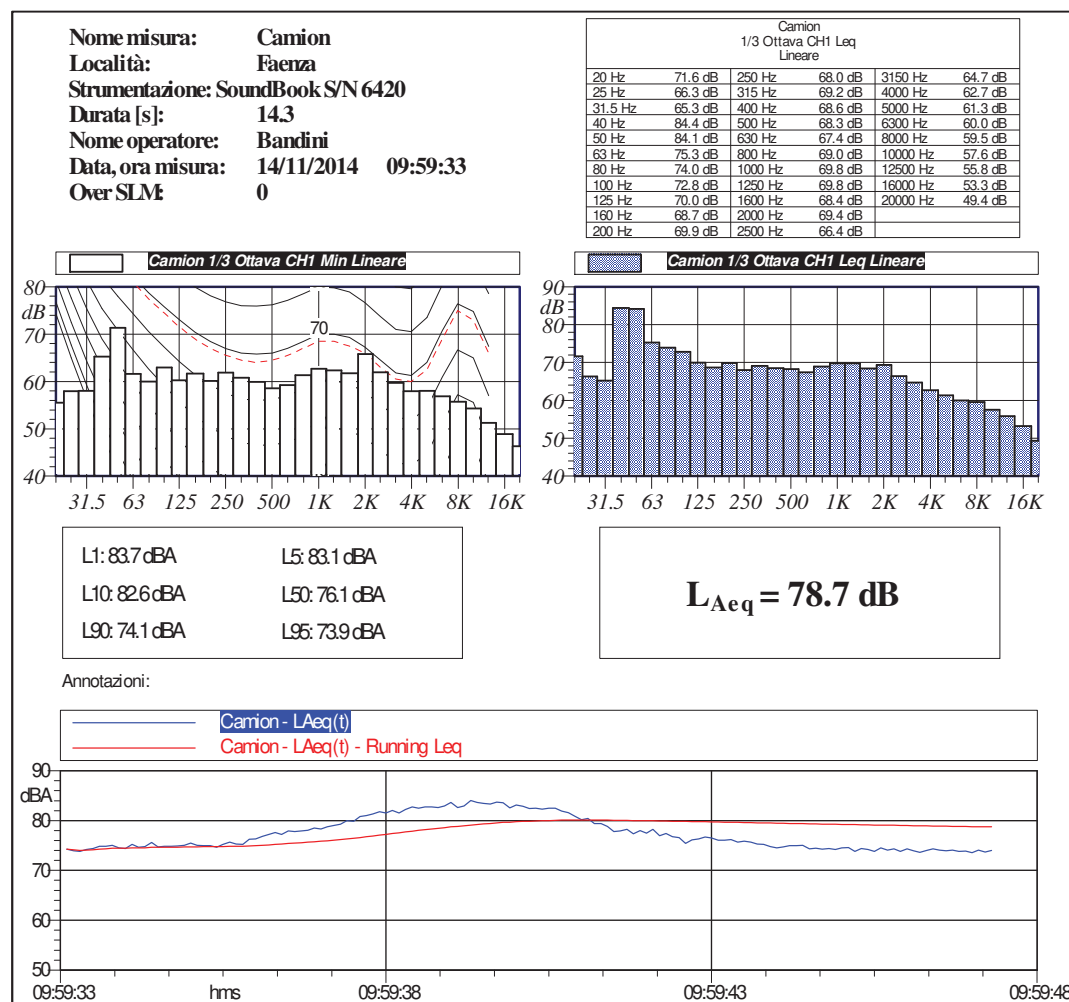 Nome misura: Camion
Località: Faenza
Strumentazione: SoundBook S/N 6420
Durata [s]: 14.3
Nome operatore: Bandini
Data, ora misura: 14/11/2014 09:59:33
Over SLM: 0
Camion
1/3 Ottava CH1 Leq
Lineare
20 Hz 71.6 dB 250 Hz 68.0 dB 3150 Hz 64.7 dB
25 Hz 66.3 dB 315 Hz 69.2 dB 4000 Hz 62.7 dB
31.5 Hz 65.3 dB 400 Hz 68.6 dB 5000 Hz 61.3 dB
40 Hz 84.4 dB 500 Hz 68.3 dB 6300 Hz 60.0 dB
50 Hz 84.1 dB 630 Hz 67.4 dB 8000 Hz 59.5 dB
63 Hz 75.3 dB 800 Hz 69.0 dB 10000 Hz 57.6 dB
80 Hz 74.0 dB 1000 Hz 69.8 dB 12500 Hz 55.8 dB
100 Hz 72.8 dB 1250 Hz 69.8 dB 16000 Hz 53.3 dB
125 Hz 70.0 dB 1600 Hz 68.4 dB 20000 Hz 49.4 dB
160 Hz 68.7 dB 2000 Hz 69.4 dB
200 Hz 69.9 dB 2500 Hz 66.4 dB
Camion 1/3 Ottava CH1 Min Lineare
80
dB
70
70
60
50
40
31.5 63 125 250 500 1K 2K 4K 8K 16K
Camion 1/3 Ottava CH1 Leq Lineare
90
dB
80
70
60
50
40
31.5 63 125 250 500 1K 2K 4K 8K 16K
L1: 83.7 dBA L5: 83.1 dBA
L10: 82.6 dBA L50: 76.1 dBA
L90: 74.1 dBA L95: 73.9 dBA
LAeq = 78.7 dB
Annotazioni:
Camion - LAeq(t)
Camion - LAeq(t) - Running Leq
90
dBA
80
70
60
50
09:59:33 hms 09:59:38 09:59:43 09:59:48